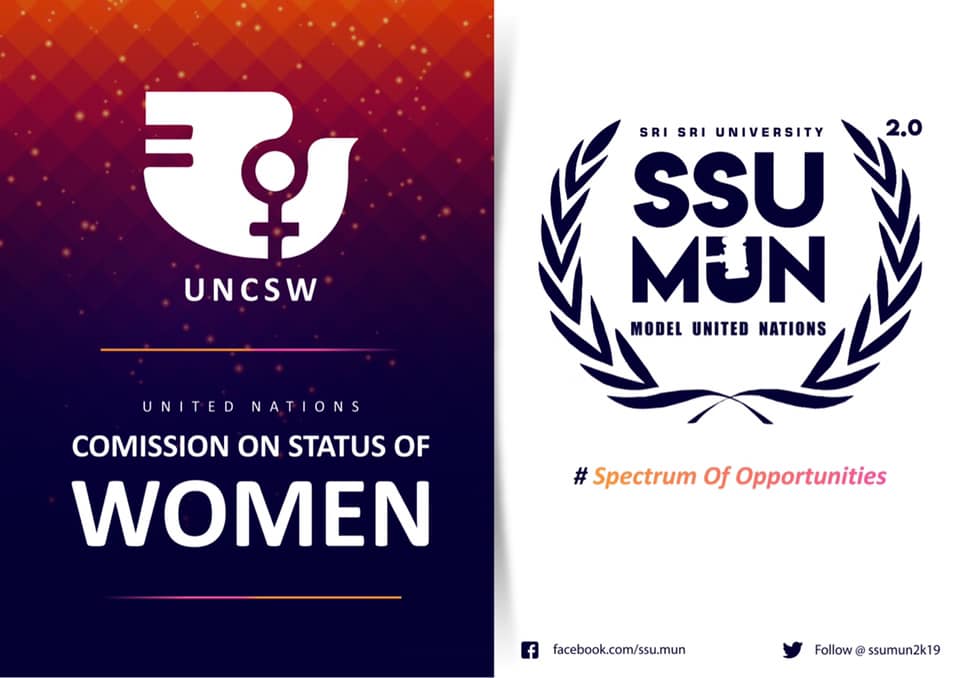 UNCSW
UNITED NATIONS
COMISSION ON STATUS OF
WOMEN
SRI SRI UNIVERSITY
2.0
SSU
MUN
MODEL UNITED NATIONS
# Spectrum Of Opportunities
facebook.com/ssu.mun
Follow @ ssumun2k19